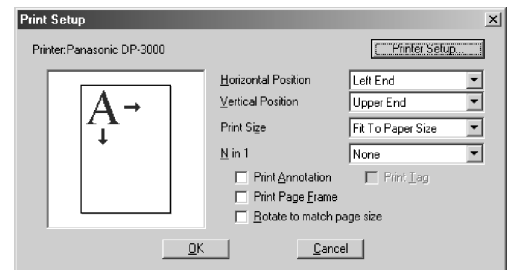 Print Setup
Printer:Panasonic DP-3000
Printer Setup...
A
Horizontal Position
Left End
Vertical Position
Upper End
Print Size
Fit To Paper Size
N in 1
None
Print Annotation
Print Tag
Print Page Frame
Rotate to match page size
OK
Cancel